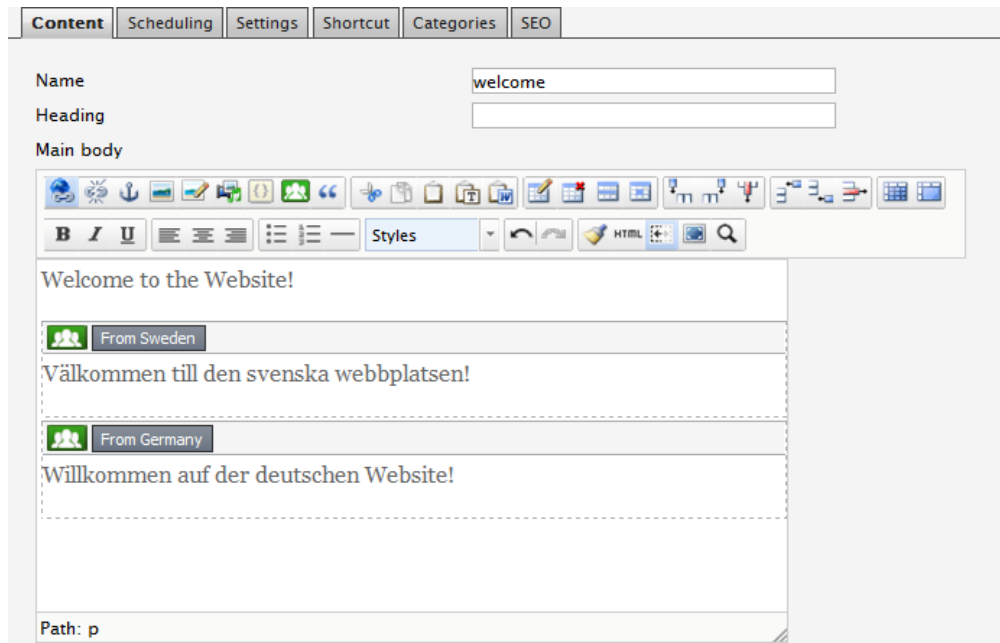 Content Scheduling Settings Shortcut Categories SEO
Name welcome
Heading
Main body
B I U Styles HTML
Welcome to the Website!
From Sweden
Välkommen till den svenska webbplatsen!
From Germany
Willkommen auf der deutschen Website!
Path: p